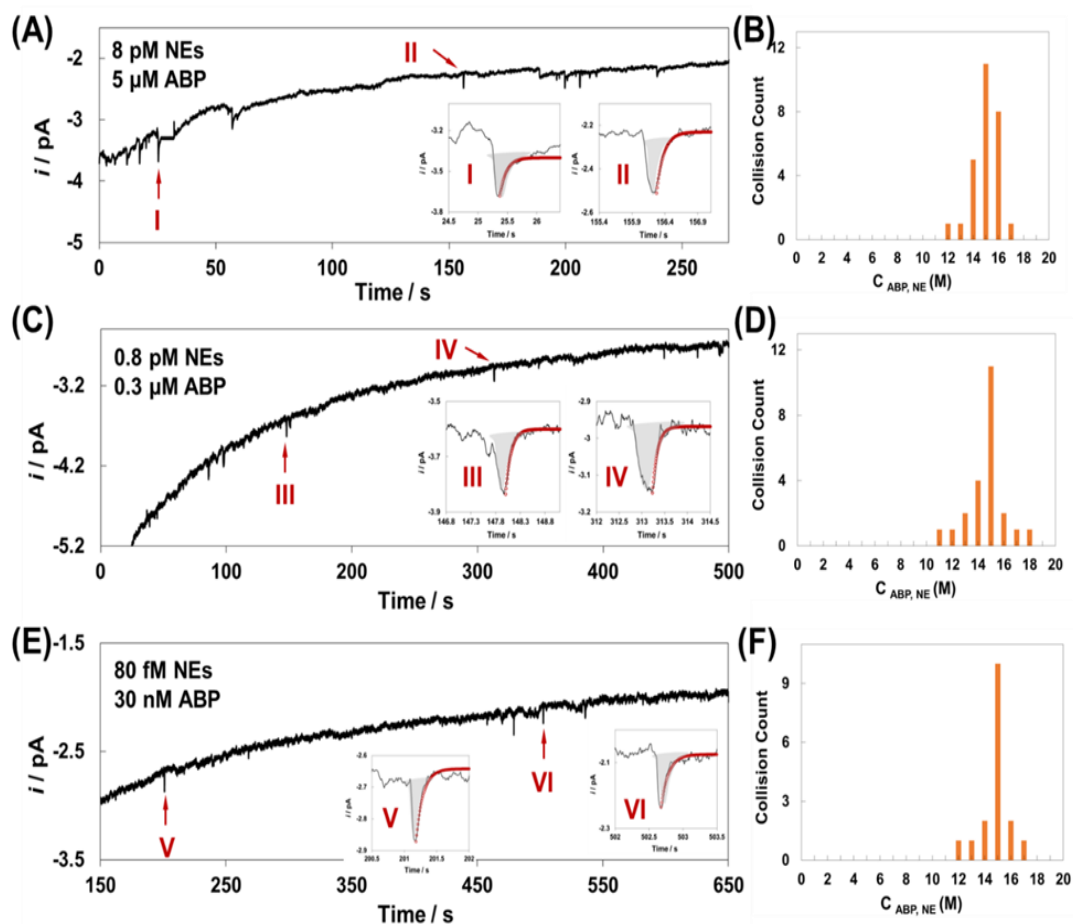 (A)
8 pM NEs
5 µM ABP
i / pA
-2
-3
-4
-5
0 50 100 150 200 250
Time / s
I
II
I
i / pA
-3.2
-3.5
-3.8
24.5 25 25.5 26
Time / s
II
i / pA
-2.2
-2.4
-2.6
155.4 155.9 156.4 156.9
Time / s
(B)
Collision Count
12
8
4
0
0 2 4 6 8 10 12 14 16 18 20
C ABP, NE (M)
(C)
0.8 pM NEs
0.3 µM ABP
i / pA
-3.2
-4.2
-5.2
0 100 200 300 400 500
Time / s
III
IV
III
i / pA
-3.5
-3.7
-3.9
146.8 147.3 147.8 148.3 148.8
Time / s
IV
i / pA
-2.9
-3
-3.1
-3.2
312 312.5 313 313.5 314 314.5
Time / s
(D)
Collision Count
12
8
4
0
0 2 4 6 8 10 12 14 16 18 20
C ABP, NE (M)
(E)
80 fM NEs
30 nM ABP
i / pA
-1.5
-2.5
-3.5
150 250 350 450 550 650
Time / s
V
VI
V
i / pA
-2.6
-2.7
-2.8
-2.9
200.5 201 201.5 202
Time / s
VI
i / pA
-2.1
-2.3
502 502.5 503 503.5
Time / s
(F)
Collision Count
9
6
3
0
0 2 4 6 8 10 12 14 16 18 20
C ABP, NE (M)